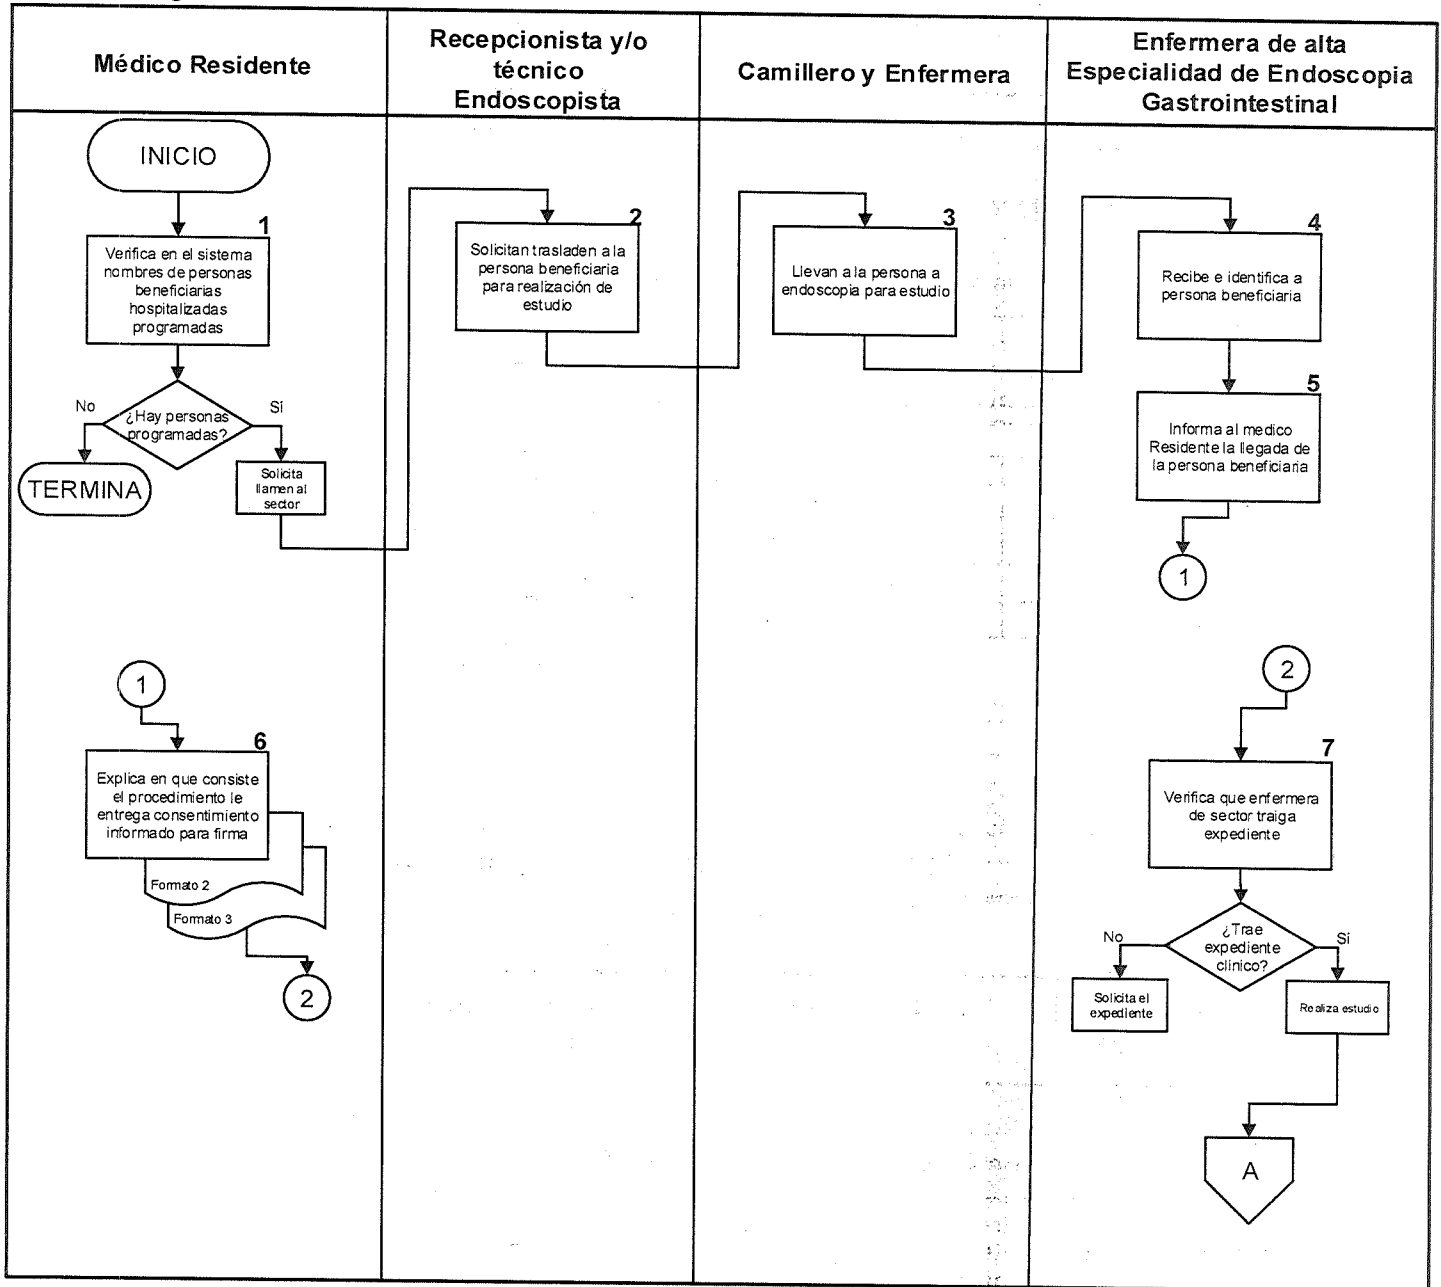 Médico Residente
Recepcionista y/o
técnico
Endoscopista
Camillero y Enfermera
Enfermera de alta
Especialidad de Endoscopia
Gastrointestinal
INICIO
1
Verifica en el sistema
nombres de personas
beneficiarias
hospitalizadas
programadas
No
¿Hay personas
programadas?
Sí
TERMINA
Solicita
llamen al
sector
2
Solicitan trasladen a la
persona beneficiaria
para realización de
estudio
3
Llevan a la persona a
endoscopia para estudio
4
Recibe e identifica a
persona beneficiaria
5
Informa al medico
Residente la llegada de
la persona beneficiaria
1
1
6
Explica en que consiste
el procedimiento le
entrega consentimiento
informado para firma
Formato 2
Formato 3
2
2
7
Verifica que enfermera
de sector traiga
expediente
No
¿Trae
expediente
clínico?
Sí
Solicita el
expediente
Realiza estudio
A